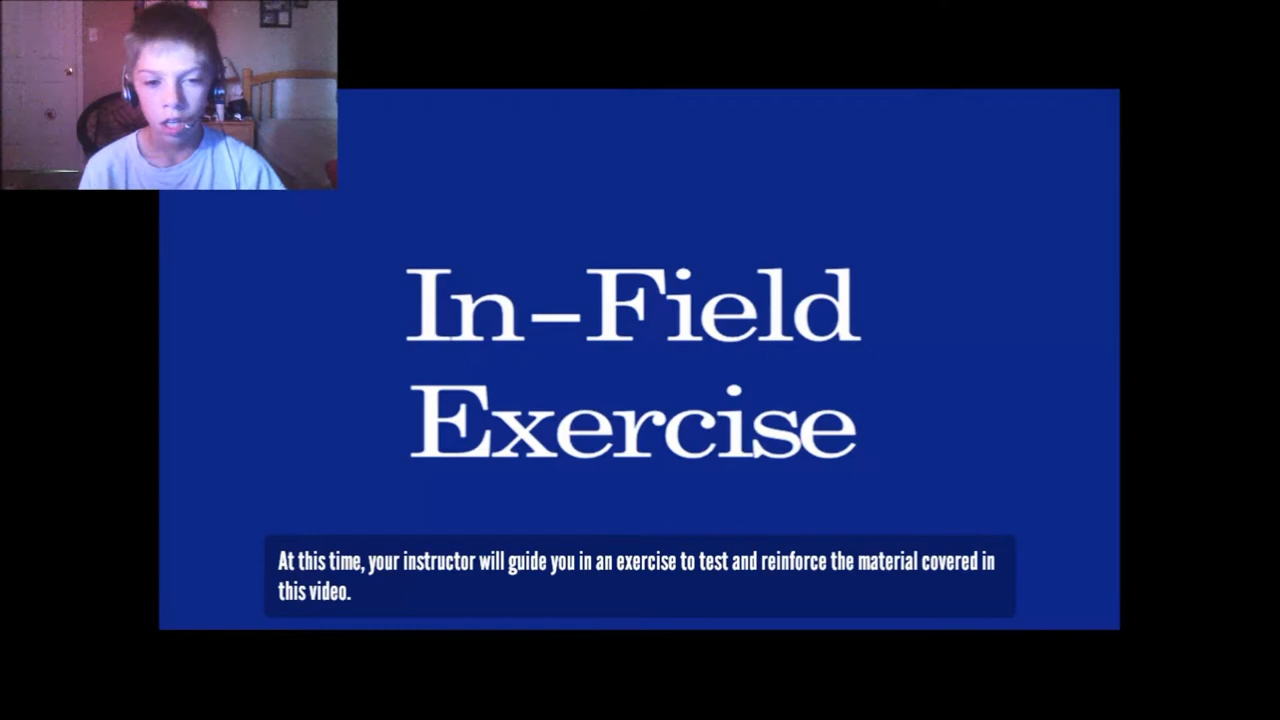 In–Field
Exercise
At this time, your instructor will guide you in an exercise to test and reinforce the material covered in
this video.